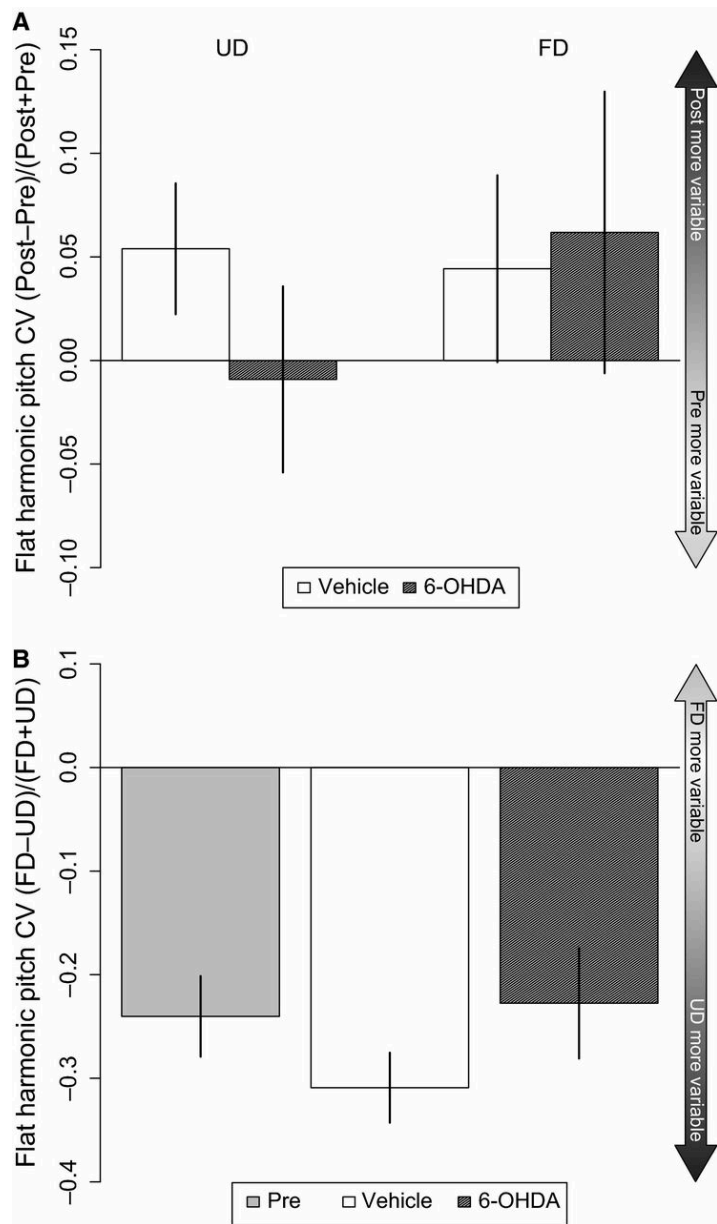 A
UD FD
Flat harmonic pitch CV (Post–Pre)/(Post+Pre)
0.15
0.10
0.05
0.00
−0.05
−0.10
Post more variable
Pre more variable
Vehicle 6-OHDA
B
Flat harmonic pitch CV (FD–UD)/(FD+UD)
0.1
0.0
−0.1
−0.2
−0.3
−0.4
FD more variable
UD more variable
Pre Vehicle 6-OHDA